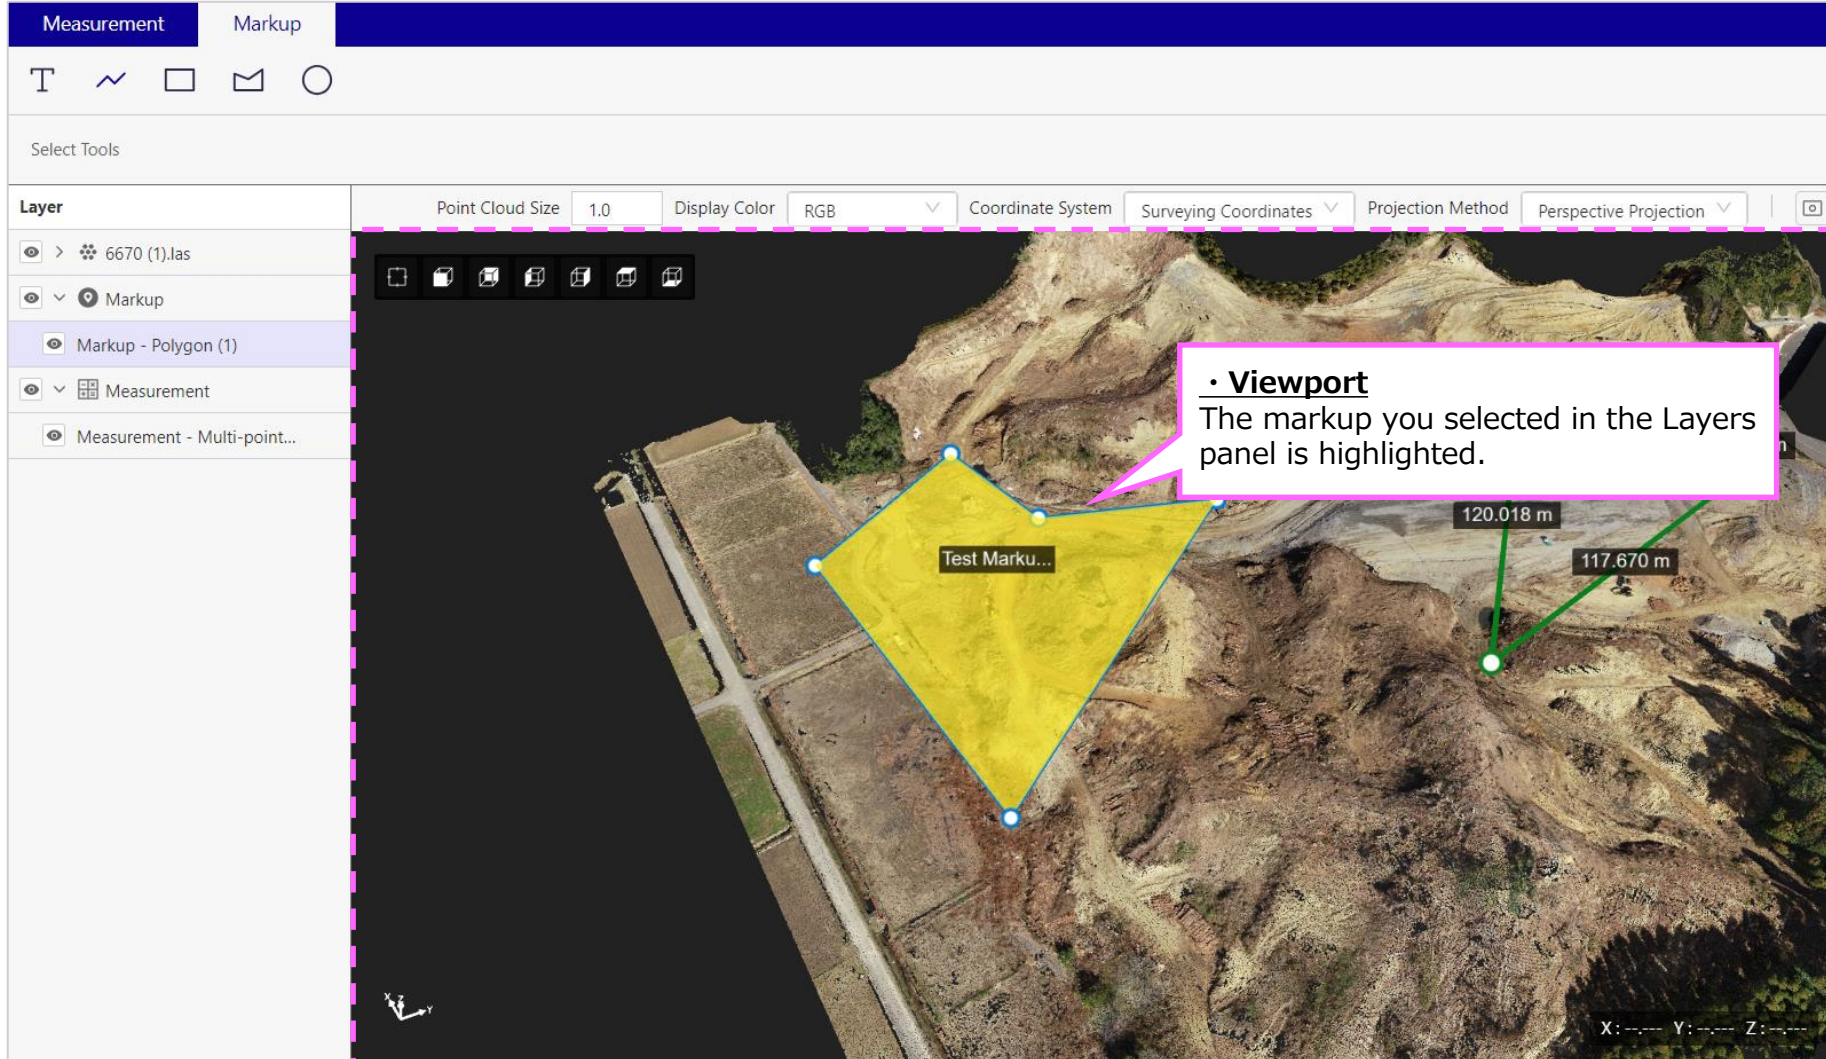 Measurement Markup
Select Tools
Layer
Point Cloud Size 1.0 Display Color RGB Coordinate System Surveying Coordinates Projection Method Perspective Projection
6670 (1).las
Markup
Markup - Polygon (1)
Measurement
Measurement - Multi-point...
・Viewport
The markup you selected in the Layers
panel is highlighted.
120.018 m
117.670 m
Test Marku...
X Z Y
X:--.--- Y:--.--- Z:--.---